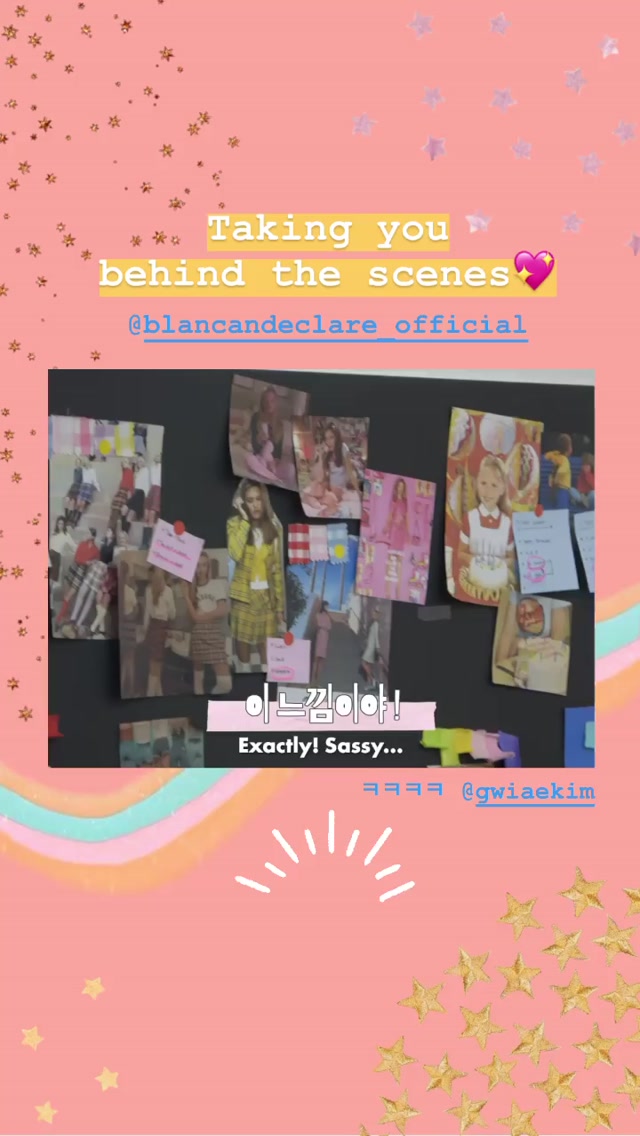 Taking you
behind the scenes💖
@blancandeclare_official
이 느낌이야!
Exactly! Sassy...
ㅋㅋㅋㅋ @gwiaekim